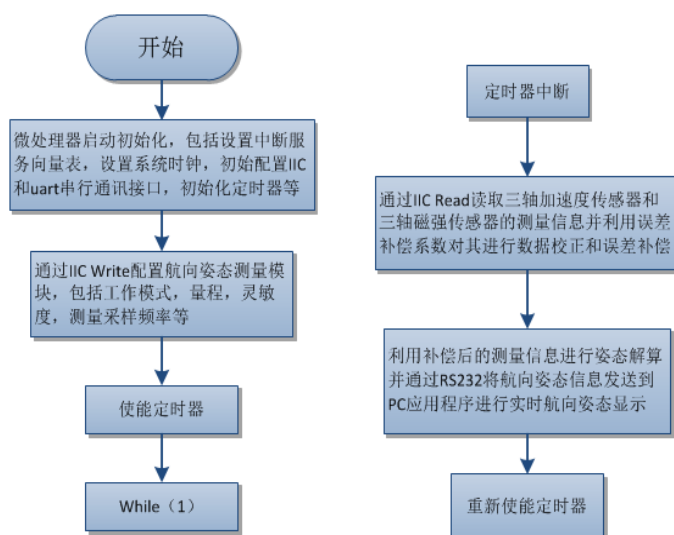 开始
微处理器启动初始化，包括设置中断服
务向量表，设置系统时钟，初始配置IIC
和uart串行通讯接口，初始化定时器等
通过IIC Write配置航向姿态测量模
块，包括工作模式，量程，灵敏
度，测量采样频率等
使能定时器
While（1）
定时器中断
通过IIC Read读取三轴加速度传感器和
三轴磁强传感器的测量信息并利用误差
补偿系数对其进行数据校正和误差补偿
利用补偿后的测量信息进行姿态解算
并通过RS232将航向姿态信息发送到
PC应用程序进行实时航向姿态显示
重新使能定时器